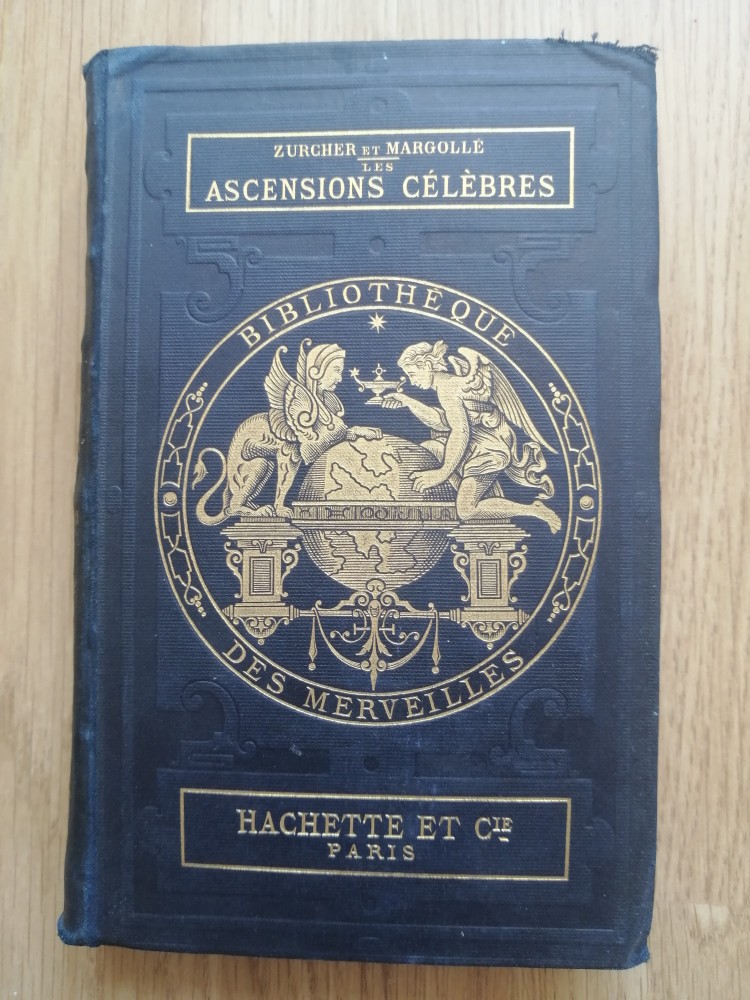 ZURCHER ET MARGOLLÉ
LES
ASCENSIONS CÉLÈBRES
BIBLIOTHÈQUE
DES MERVEILLES
HACHETTE ET CIE
PARIS